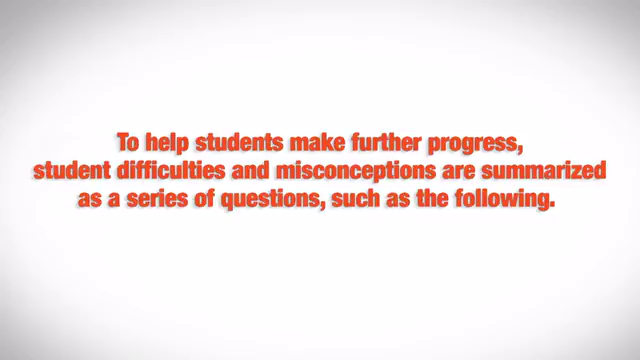 To help students make further progress,
student difficulties and misconceptions are summarized
as a series of questions, such as the following.